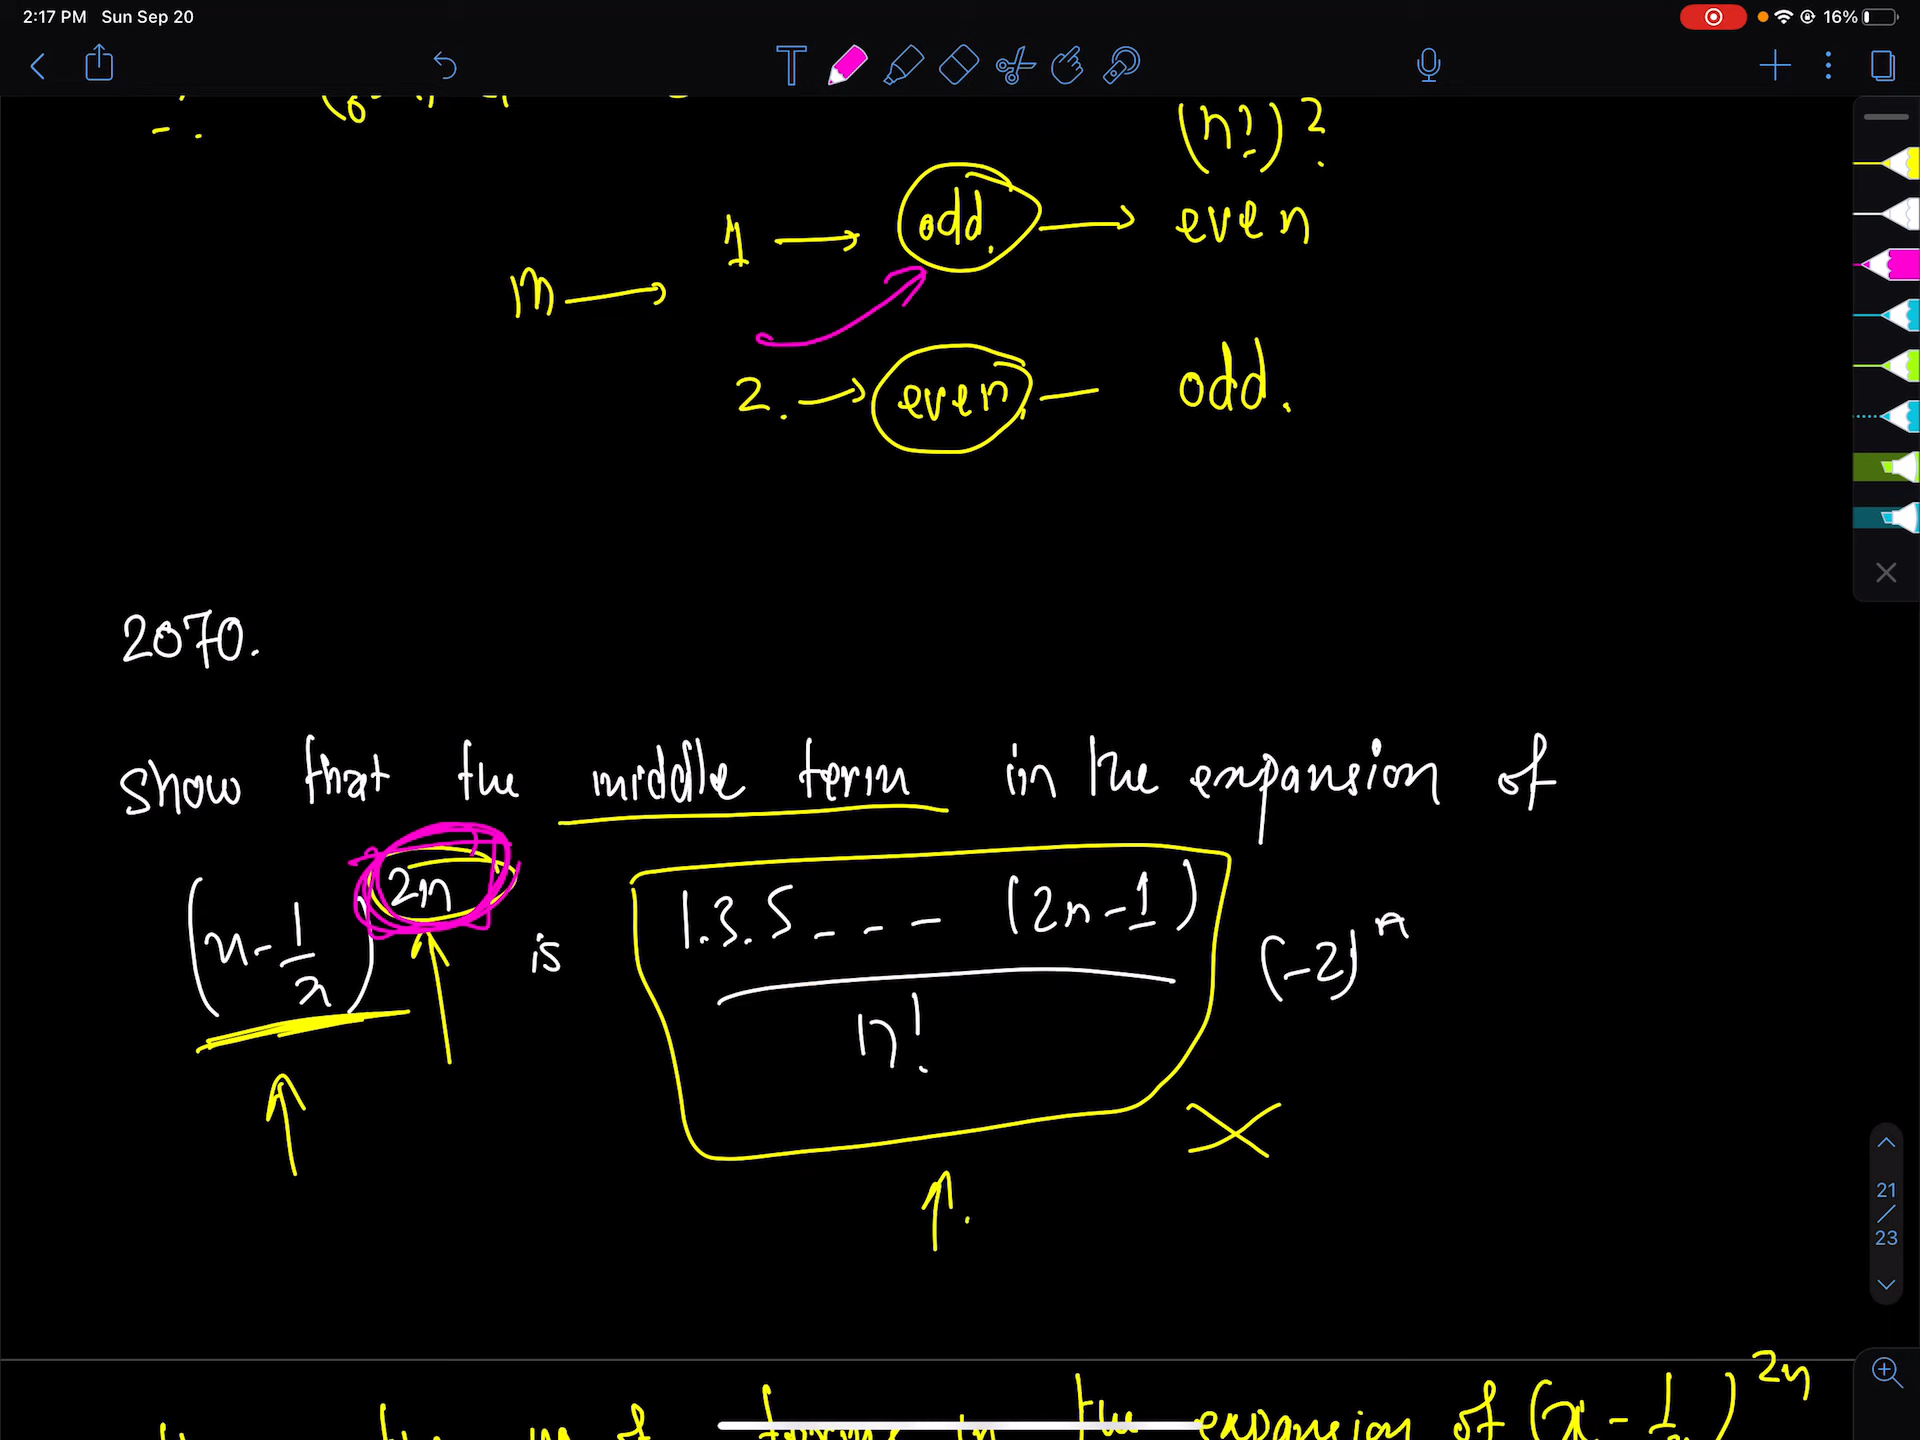 2:17 PM Sun Sep 20
16%
(n!)?
1 → odd. → even
m →
2. → even — odd.
2070.
Show that the middle term in the expansion of
(x - 1/x)^2n is 1.3.5 - - - (2n-1) / n! (-2)^n
21
/
23
expansion of (x - 1/x)^2n